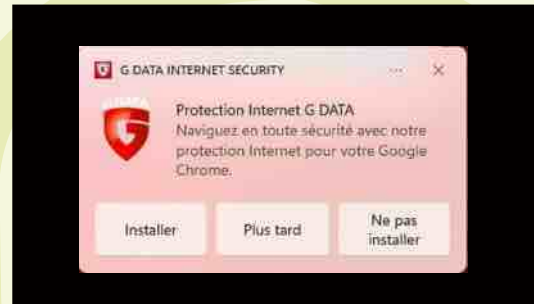 G DATA INTERNET SECURITY
Protection Internet G DATA
Naviguez en toute sécurité avec notre
protection Internet pour votre Google
Chrome.
Installer
Plus tard
Ne pas
installer